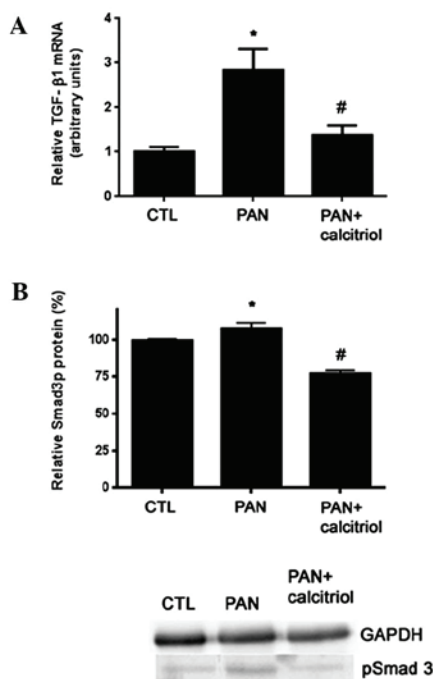 A
Relative TGF- β1 mRNA
(arbitrary units)
4
3
2
1
0
*
#
CTL
PAN
PAN+
calcitriol
B
Relative Smad3p protein (%)
100
75
50
25
0
*
#
CTL
PAN
PAN+
calcitriol
CTL
PAN
PAN+
calcitriol
GAPDH
pSmad 3